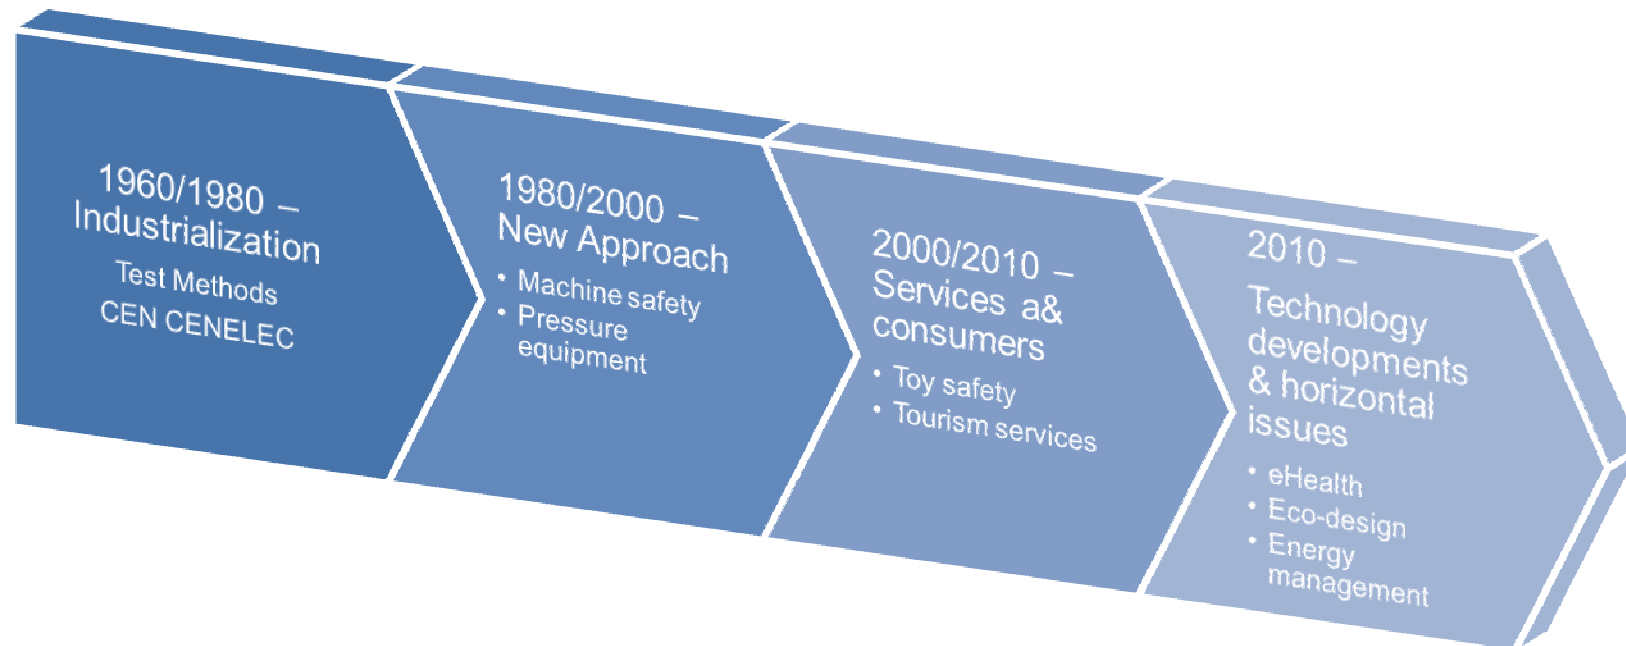 1960/1980 –
Industrialization
Test Methods
CEN CENELEC
1980/2000 –
New Approach
• Machine safety
• Pressure
equipment
2000/2010 –
Services a&
consumers
• Toy safety
• Tourism services
2010 –
Technology
developments
& horizontal
issues
• eHealth
• Eco-design
• Energy
management